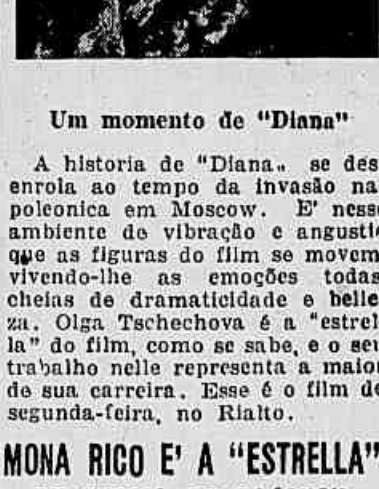 Um momento de "Diana"
A historia de "Diana„ se des
enrola ao tempo da invasão na
poleonica em Moscow. E' nesse
ambiente de vibração e angustic
que as figuras do film se movem
vivendo-lhe as emoções todas
cheias de dramaticidade e belle
za. Olga Tschechova é a "estrel
la" do film, como se sabe, e o seu
trabalho nelle representa a maior
de sua carreira. Esse é o film de
segunda-feira, no Rialto.
MONA RICO E' A "ESTRELLA"